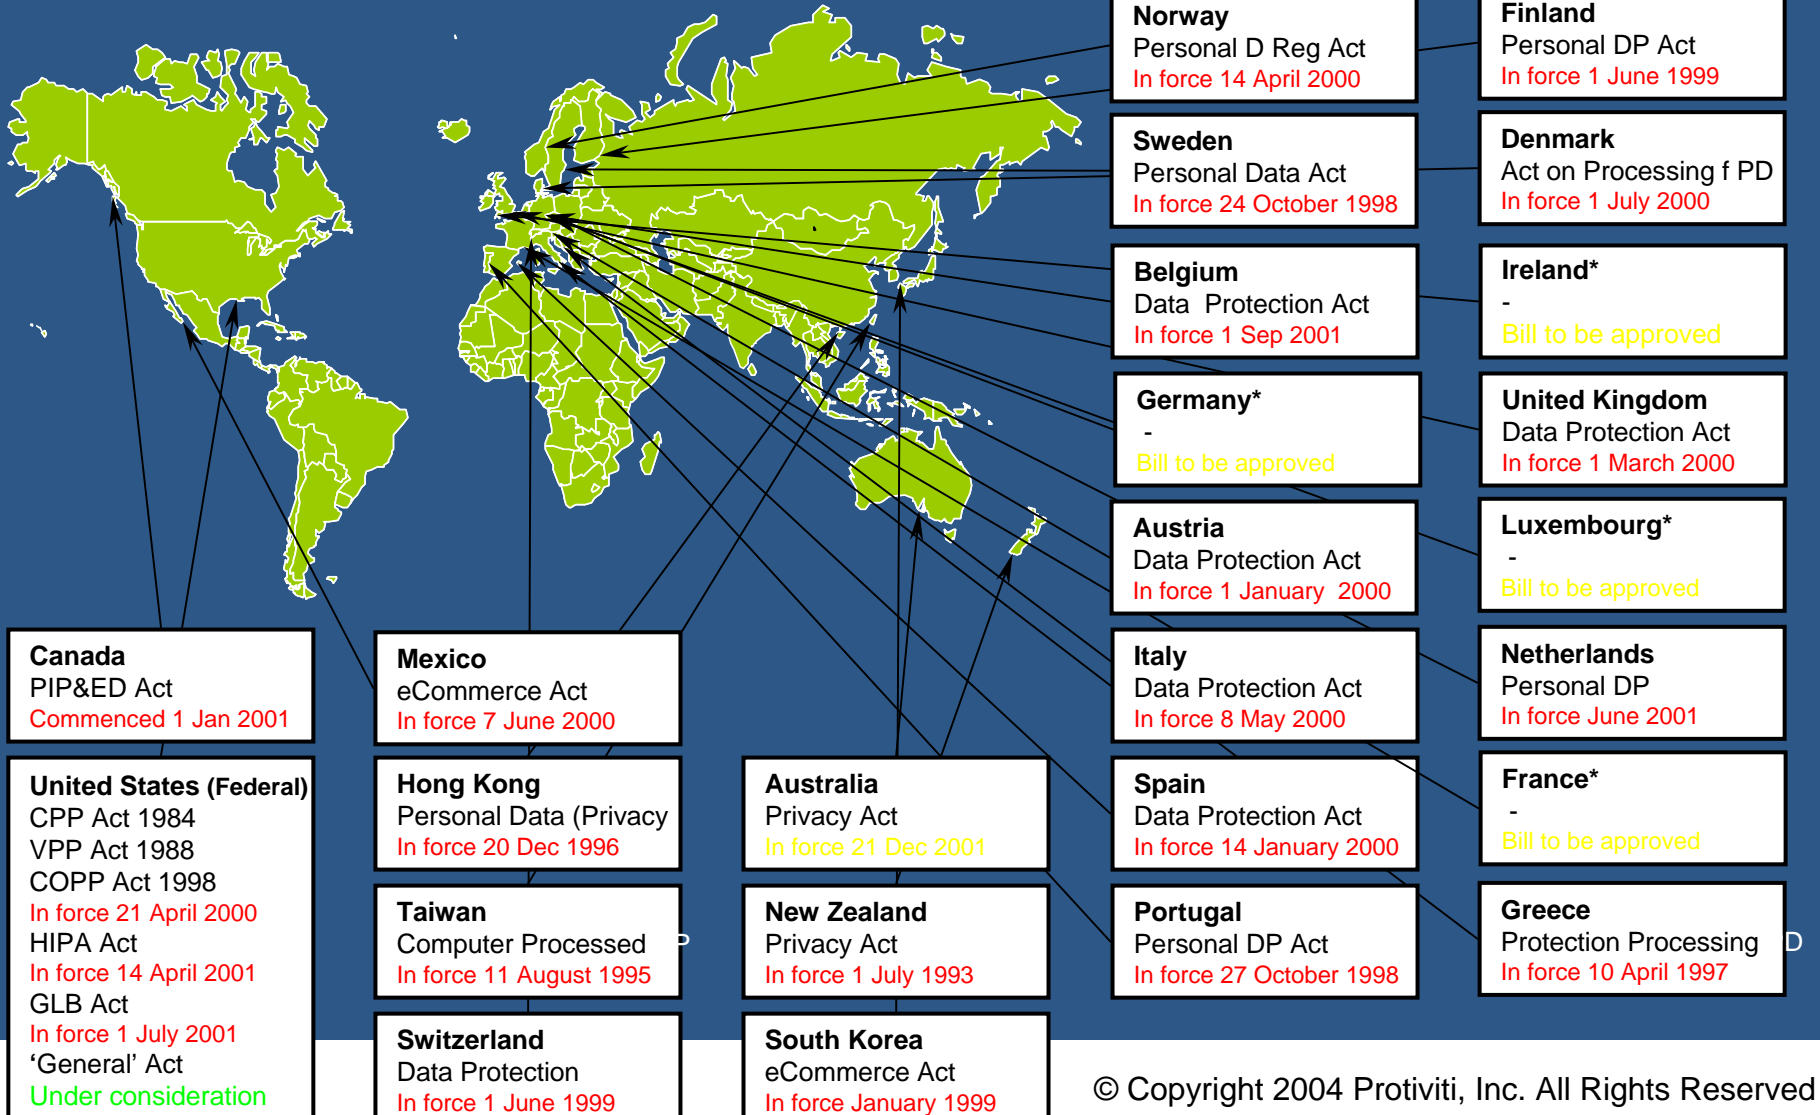 Norway
Personal D Reg Act
In force 14 April 2000
Finland
Personal DP Act
In force 1 June 1999
Sweden
Personal Data Act
In force 24 October 1998
Denmark
Act on Processing f PD
In force 1 July 2000
Belgium
Data Protection Act
In force 1 Sep 2001
Ireland*
-
Bill to be approved
Germany*
-
Bill to be approved
United Kingdom
Data Protection Act
In force 1 March 2000
Austria
Data Protection Act
In force 1 January 2000
Luxembourg*
-
Bill to be approved
Canada
PIP&ED Act
Commenced 1 Jan 2001
Mexico
eCommerce Act
In force 7 June 2000
Italy
Data Protection Act
In force 8 May 2000
Netherlands
Personal DP
In force June 2001
United States (Federal)
CPP Act 1984
VPP Act 1988
COPP Act 1998
In force 21 April 2000
HIPA Act
In force 14 April 2001
GLB Act
In force 1 July 2001
‘General’ Act
Under consideration
Hong Kong
Personal Data (Privacy
In force 20 Dec 1996
Australia
Privacy Act
In force 21 Dec 2001
Spain
Data Protection Act
In force 14 January 2000
France*
-
Bill to be approved
Taiwan
Computer Processed P
In force 11 August 1995
New Zealand
Privacy Act
In force 1 July 1993
Portugal
Personal DP Act
In force 27 October 1998
Greece
Protection Processing D
In force 10 April 1997
Switzerland
Data Protection
In force 1 June 1999
South Korea
eCommerce Act
In force January 1999
© Copyright 2004 Protiviti, Inc. All Rights Reserved